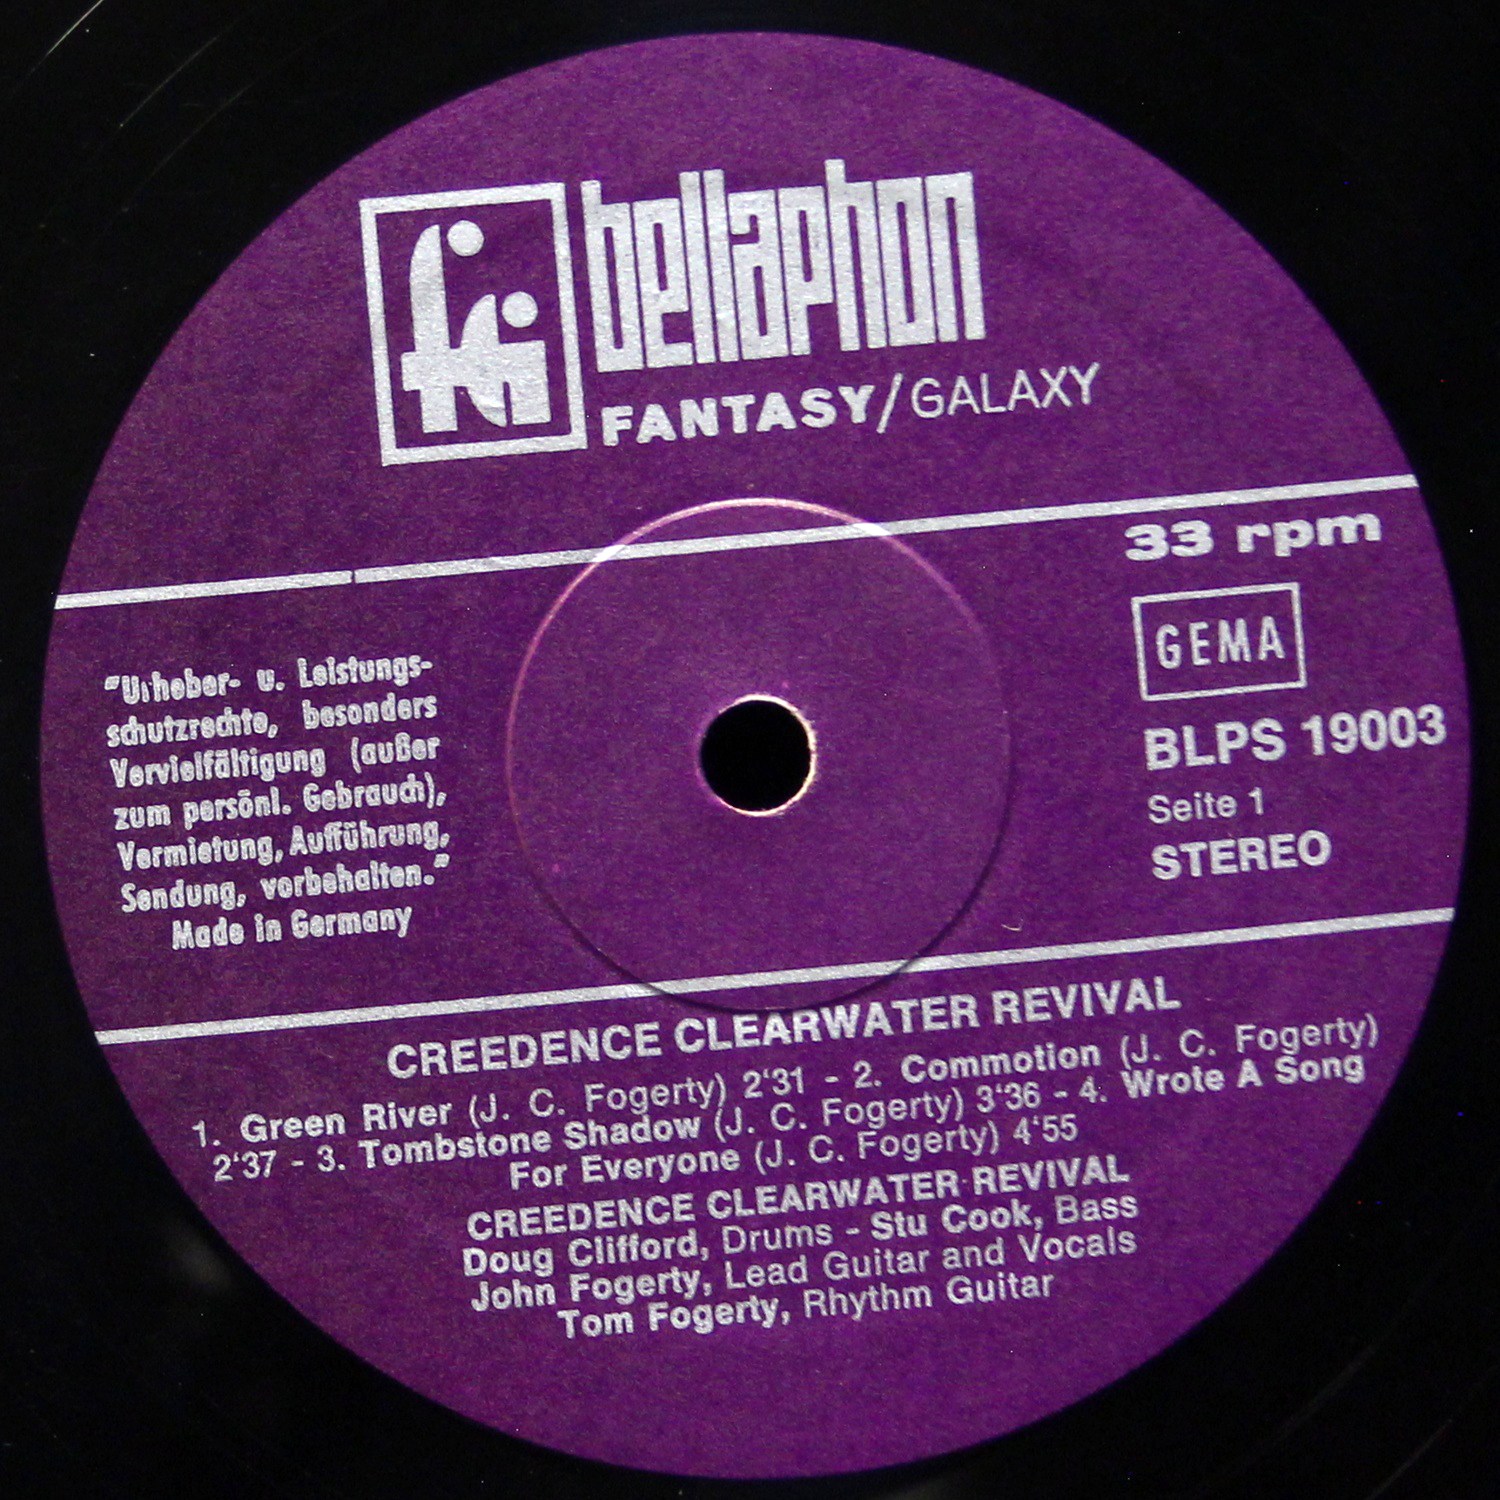 bellaphon
FANTASY/GALAXY
33 rpm
GEMA
BLPS 19003
Seite 1
STEREO
"Urheber- u. Leistungs-
schutzrechte, besonders
Vervielfältigung (außer
zum persönl. Gebrauch),
Vermietung, Aufführung,
Sendung, vorbehalten."
Made in Germany
CREEDENCE CLEARWATER REVIVAL
1. Green River (J. C. Fogerty) 2'31 - 2. Commotion (J. C. Fogerty)
2'37 - 3. Tombstone Shadow (J. C. Fogerty) 3'36 - 4. Wrote A Song
For Everyone (J. C. Fogerty) 4'55
CREEDENCE CLEARWATER REVIVAL
Doug Clifford, Drums - Stu Cook, Bass
John Fogerty, Lead Guitar and Vocals
Tom Fogerty, Rhythm Guitar